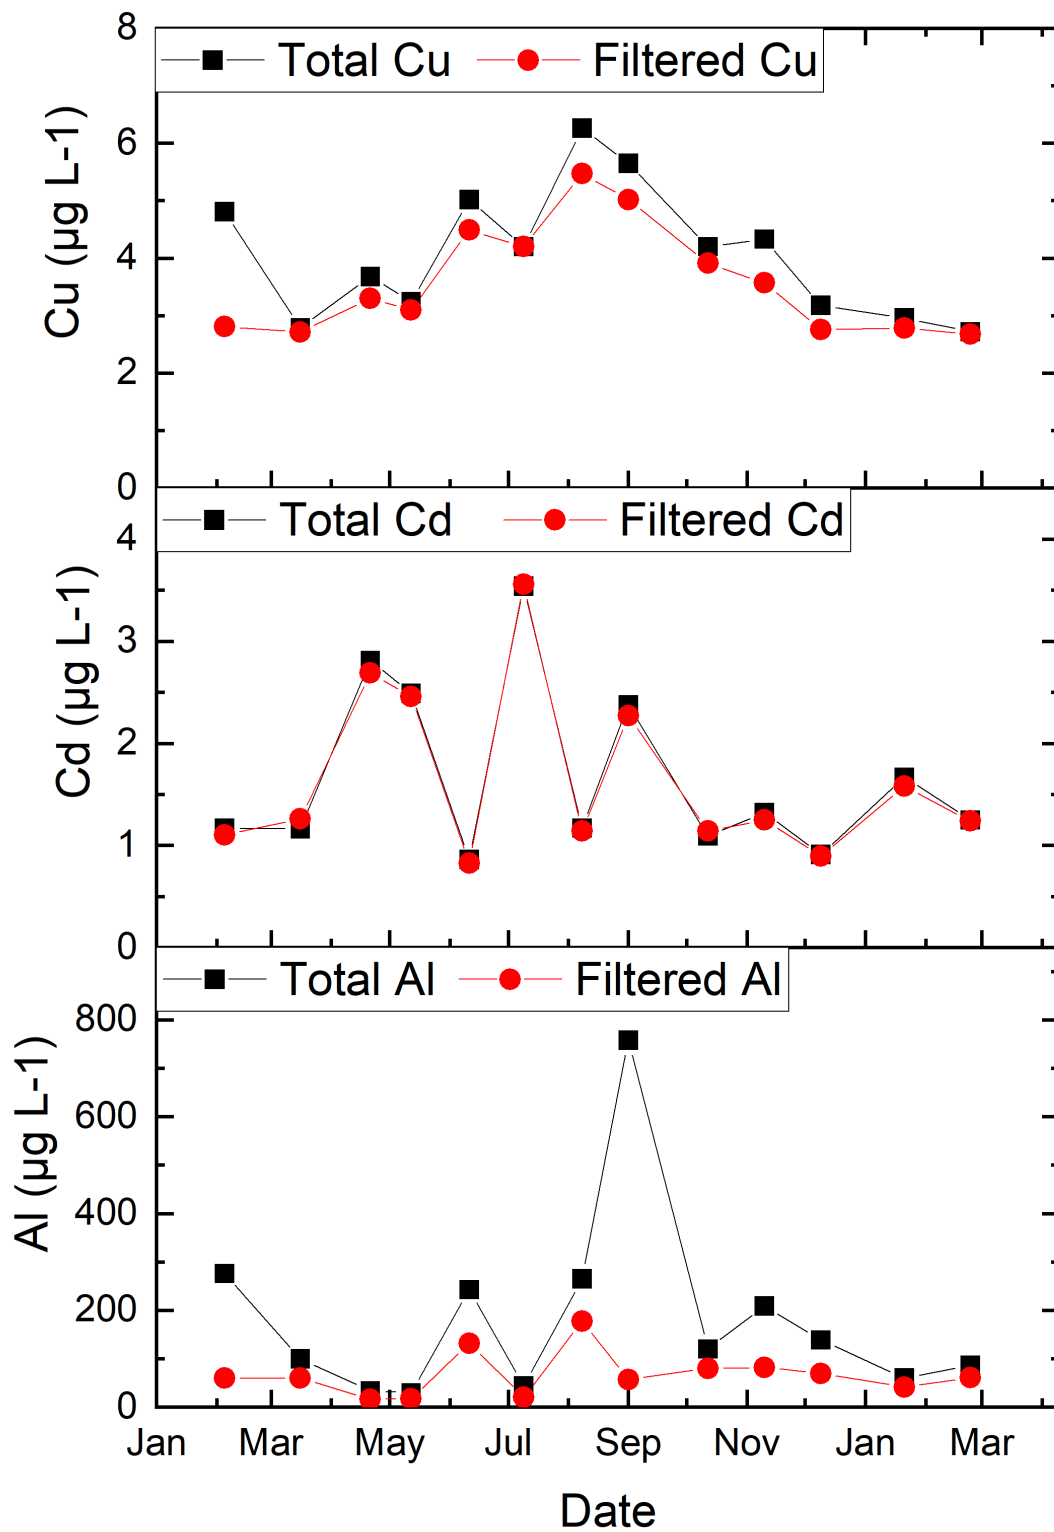 8
Total Cu Filtered Cu
6
Cu (µg L-1)
4
2
0
Total Cd Filtered Cd
4
3
Cd (µg L-1)
2
1
0
Total Al Filtered Al
800
600
Al (µg L-1)
400
200
0
Jan Mar May Jul Sep Nov Jan Mar
Date